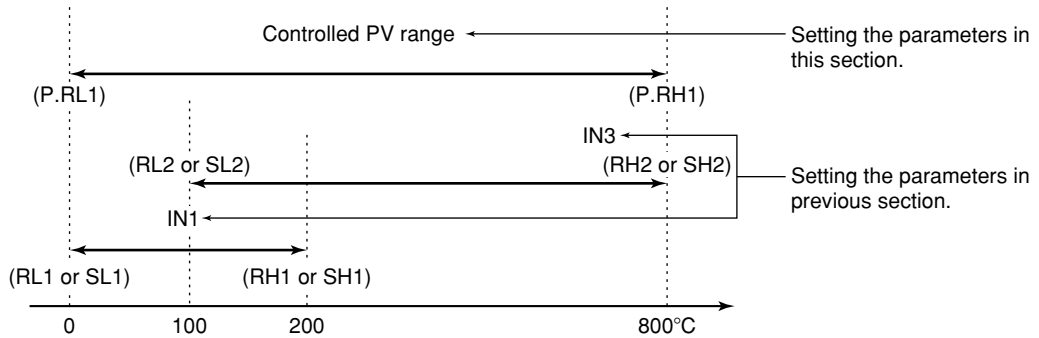 Controlled PV range
Setting the parameters in
this section.
(P.RL1)
(P.RH1)
IN3
(RL2 or SL2)
(RH2 or SH2)
Setting the parameters in
previous section.
IN1
(RL1 or SL1)
(RH1 or SH1)
0
100
200
800°C